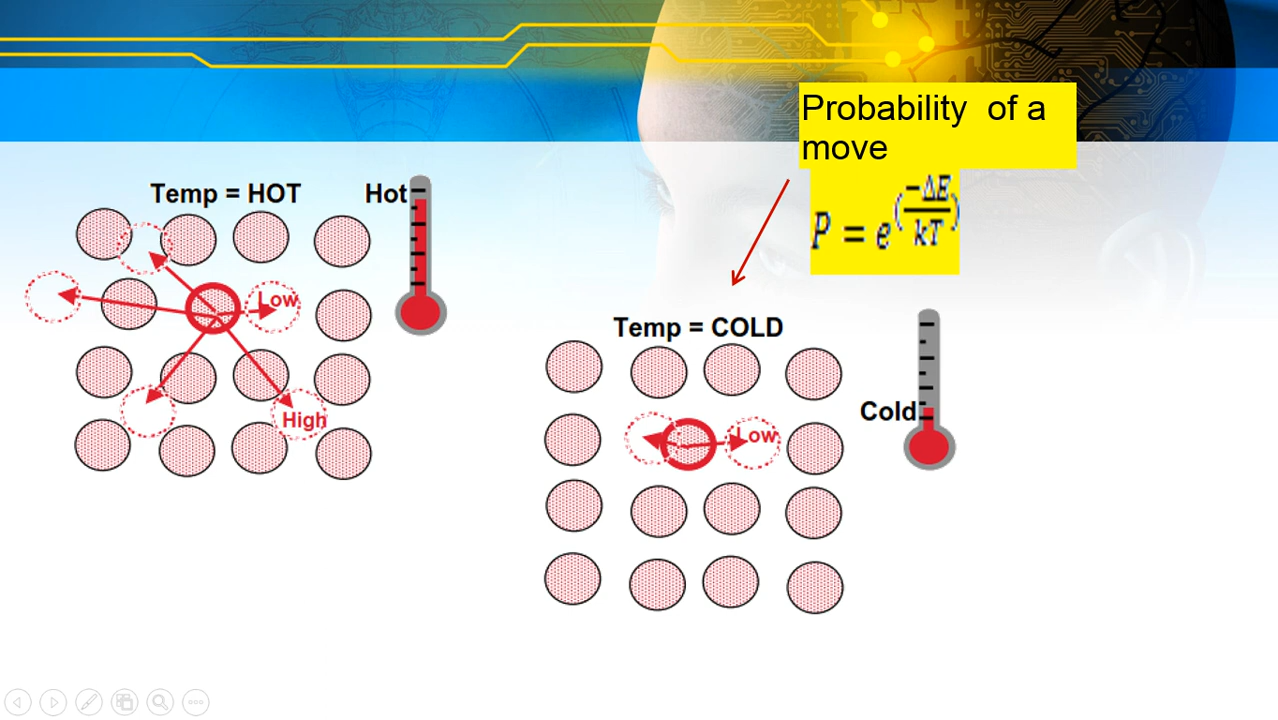 Probability  of a
move
P = e^(-ΔE/kT)
Temp = HOT
Hot
Low
High
Temp = COLD
Cold
Low